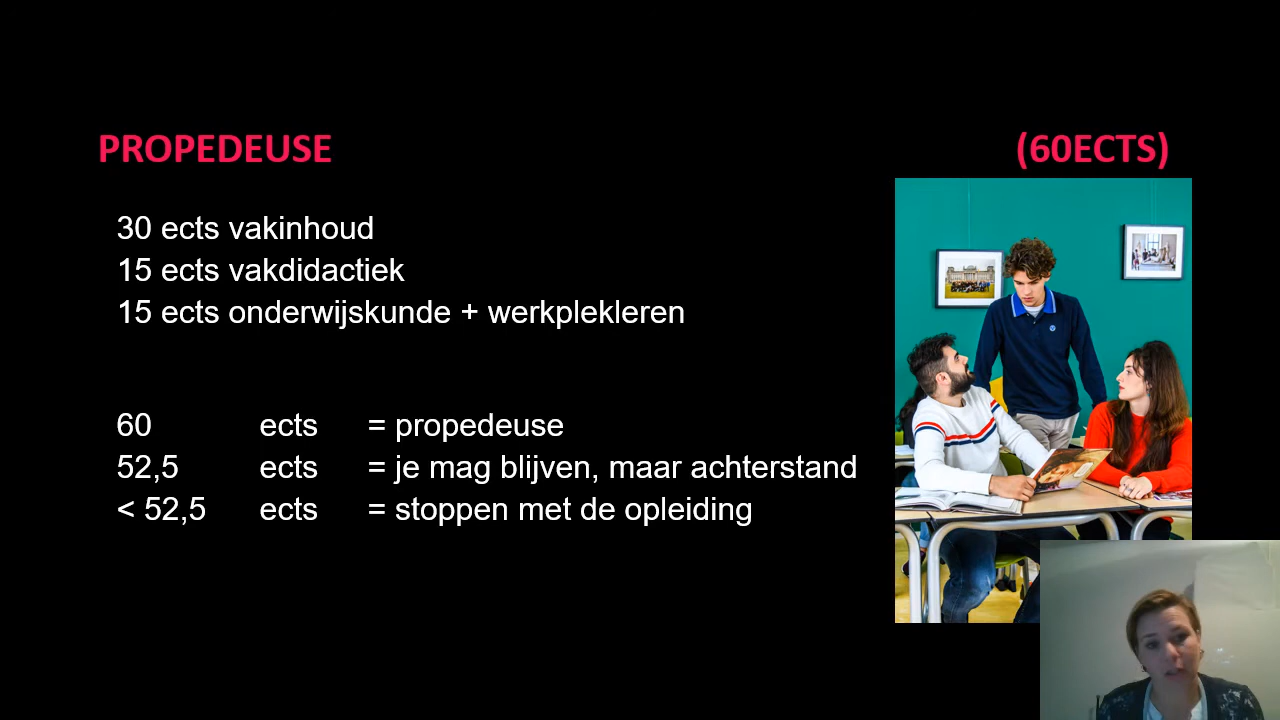 PROPEDEUSE (60ECTS)
30 ects vakinhoud
15 ects vakdidactiek
15 ects onderwijskunde + werkplekleren
60 ects = propedeuse
52,5 ects = je mag blijven, maar achterstand
< 52,5 ects = stoppen met de opleiding